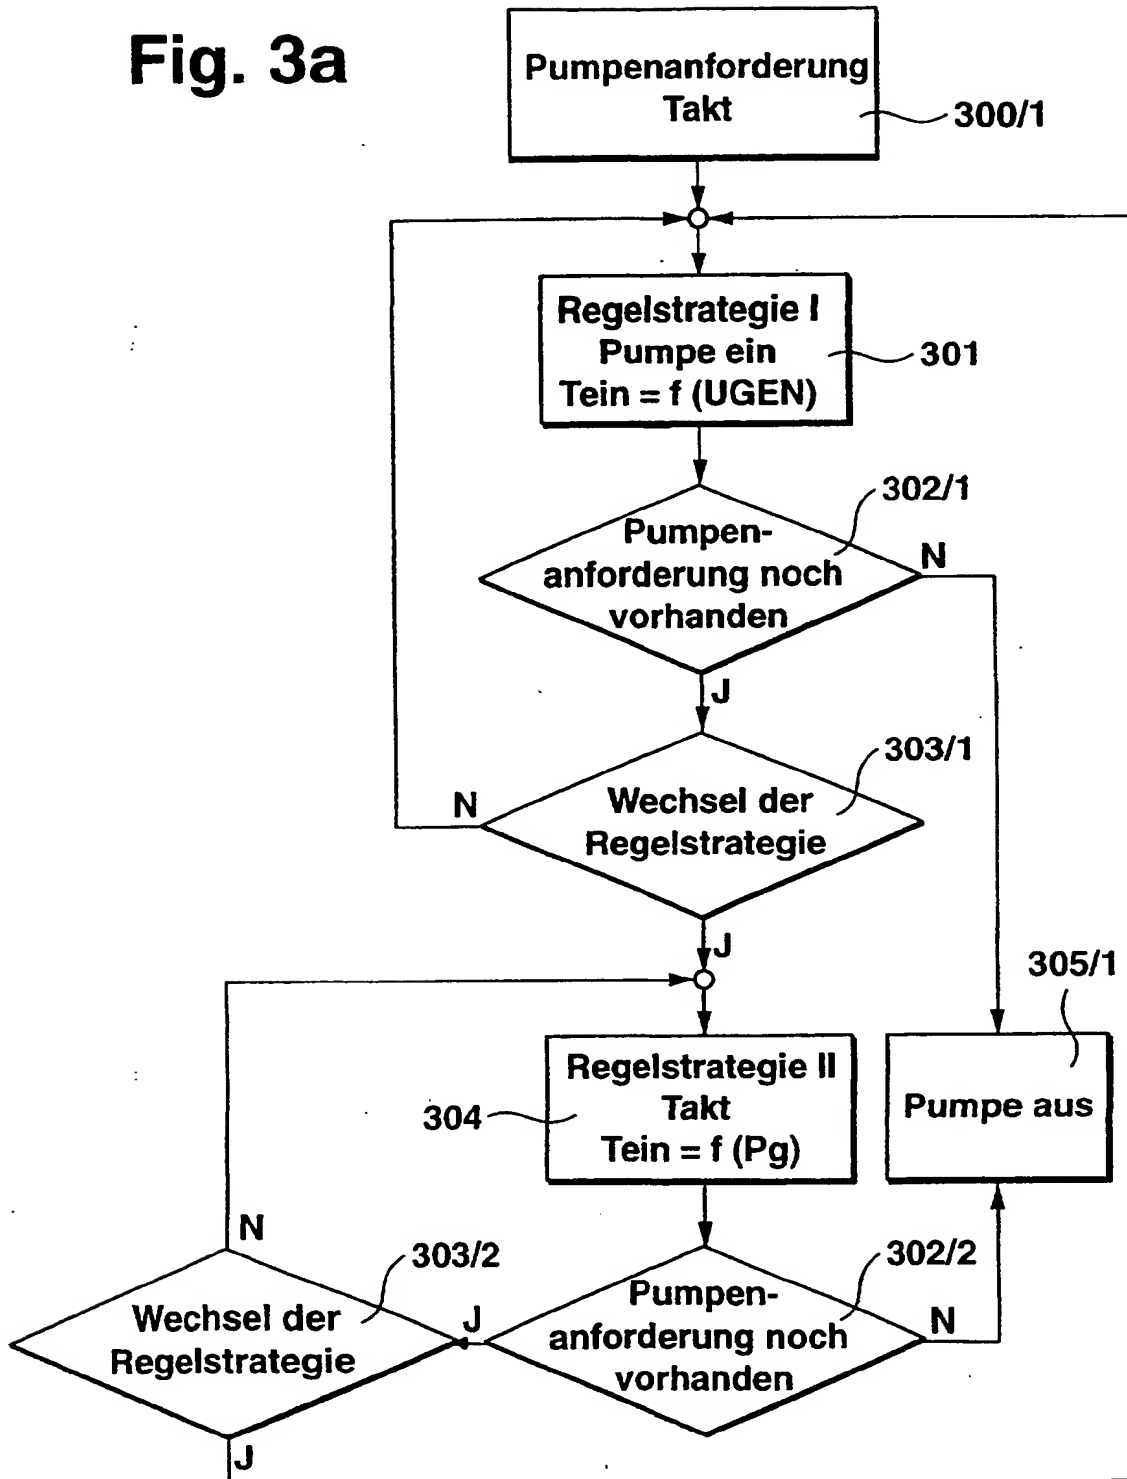 Fig. 3a
Pumpenanforderung
Takt
300/1
Regelstrategie I
Pumpe ein
Tein = f (UGEN)
301
302/1
Pumpen-
anforderung noch
vorhanden
N
J
303/1
Wechsel der
Regelstrategie
N
J
305/1
Pumpe aus
Regelstrategie II
Takt
Tein = f (Pg)
304
N
303/2
Wechsel der
Regelstrategie
J
302/2
Pumpen-
anforderung noch
vorhanden
N
J